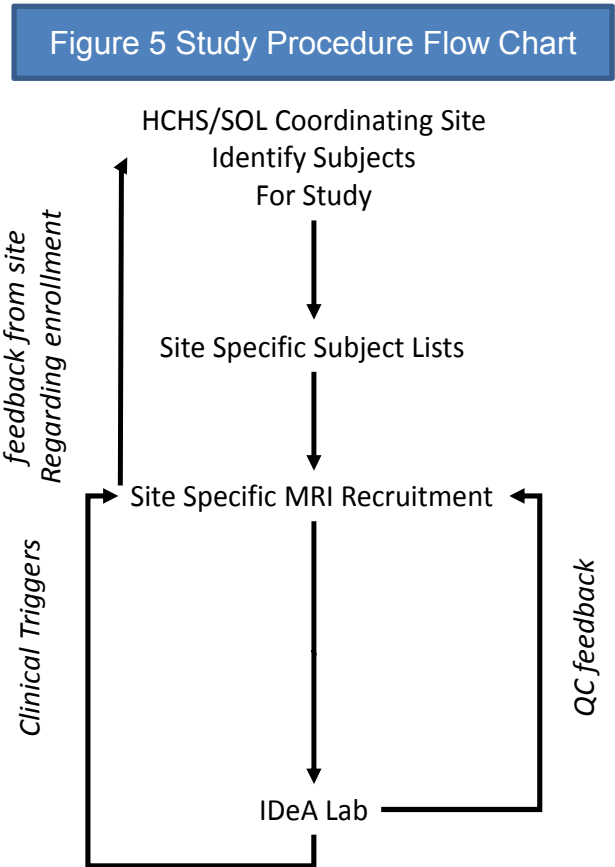 Figure 5 Study Procedure Flow Chart
HCHS/SOL Coordinating Site
Identify Subjects
For Study
feedback from site
Regarding enrollment
Site Specific Subject Lists
Site Specific MRI Recruitment
Clinical Triggers
QC feedback
IDeA Lab